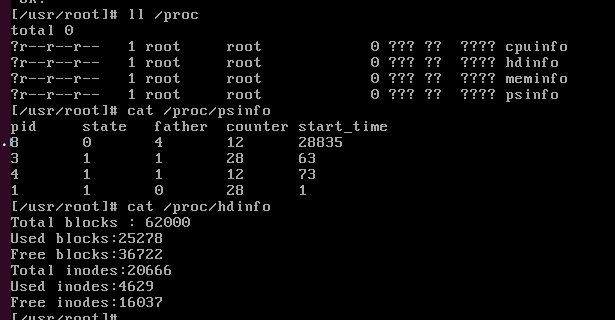 ok.
[/usr/root]# ll /proc
total 0
?r--r--r--   1 root     root            0 ??? ??  ???? cpuinfo
?r--r--r--   1 root     root            0 ??? ??  ???? hdinfo
?r--r--r--   1 root     root            0 ??? ??  ???? meminfo
?r--r--r--   1 root     root            0 ??? ??  ???? psinfo
[/usr/root]# cat /proc/psinfo
pid     state   father  counter start_time
8       0       4       12      28835
3       1       1       28      63
4       1       1       12      73
1       1       0       28      1
[/usr/root]# cat /proc/hdinfo
Total blocks : 62000
Used blocks:25278
Free blocks:36722
Total inodes:20666
Used inodes:4629
Free inodes:16037
[/usr/root]#